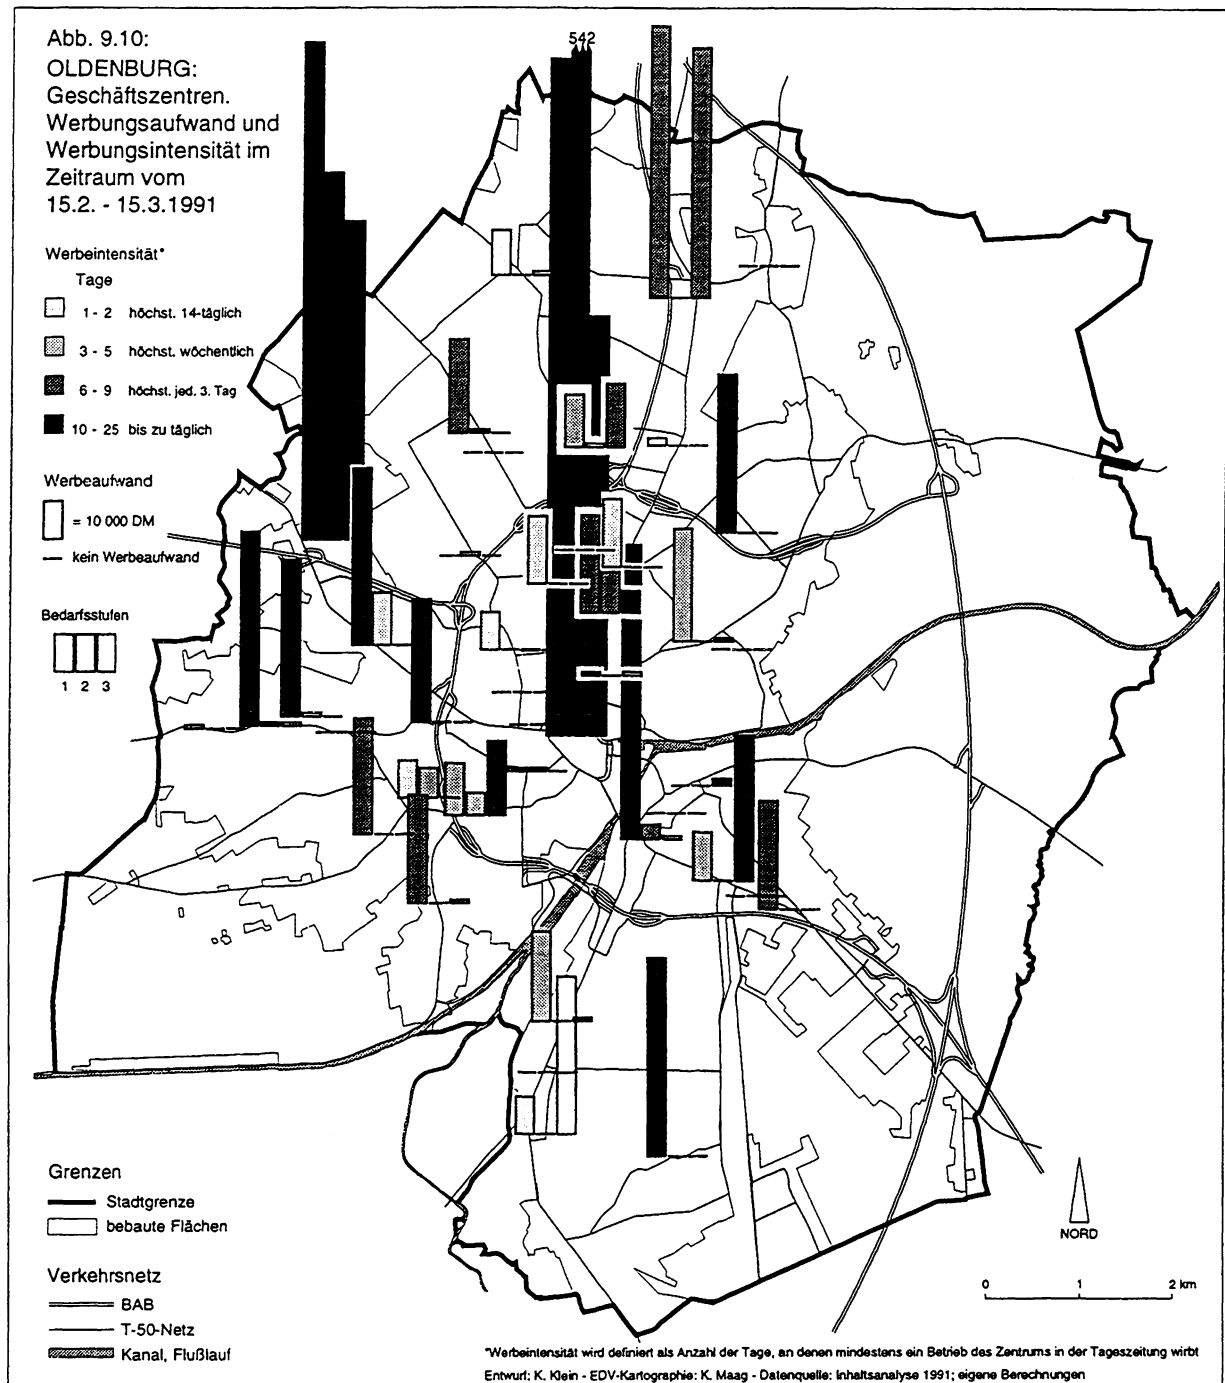 Abb. 9.10:
OLDENBURG:
Geschäftszentren.
Werbungsaufwand und
Werbungsintensität im
Zeitraum vom
15.2. - 15.3.1991
542
Werbeintensität*
Tage
1 - 2 höchst. 14-täglich
3 - 5 höchst. wöchentlich
6 - 9 höchst. jed. 3. Tag
10 - 25 bis zu täglich
Werbeaufwand
= 10 000 DM
kein Werbeaufwand
Bedarfsstufen
1 2 3
Grenzen
Stadtgrenze
bebaute Flächen
Verkehrsnetz
BAB
T-50-Netz
Kanal, Flußlauf
NORD
0 1 2 km
*Werbeintensität wird definiert als Anzahl der Tage, an denen mindestens ein Betrieb des Zentrums in der Tageszeitung wirbt
Entwurf: K. Klein - EDV-Kartographie: K. Maag - Datenquelle: Inhaltsanalyse 1991; eigene Berechnungen